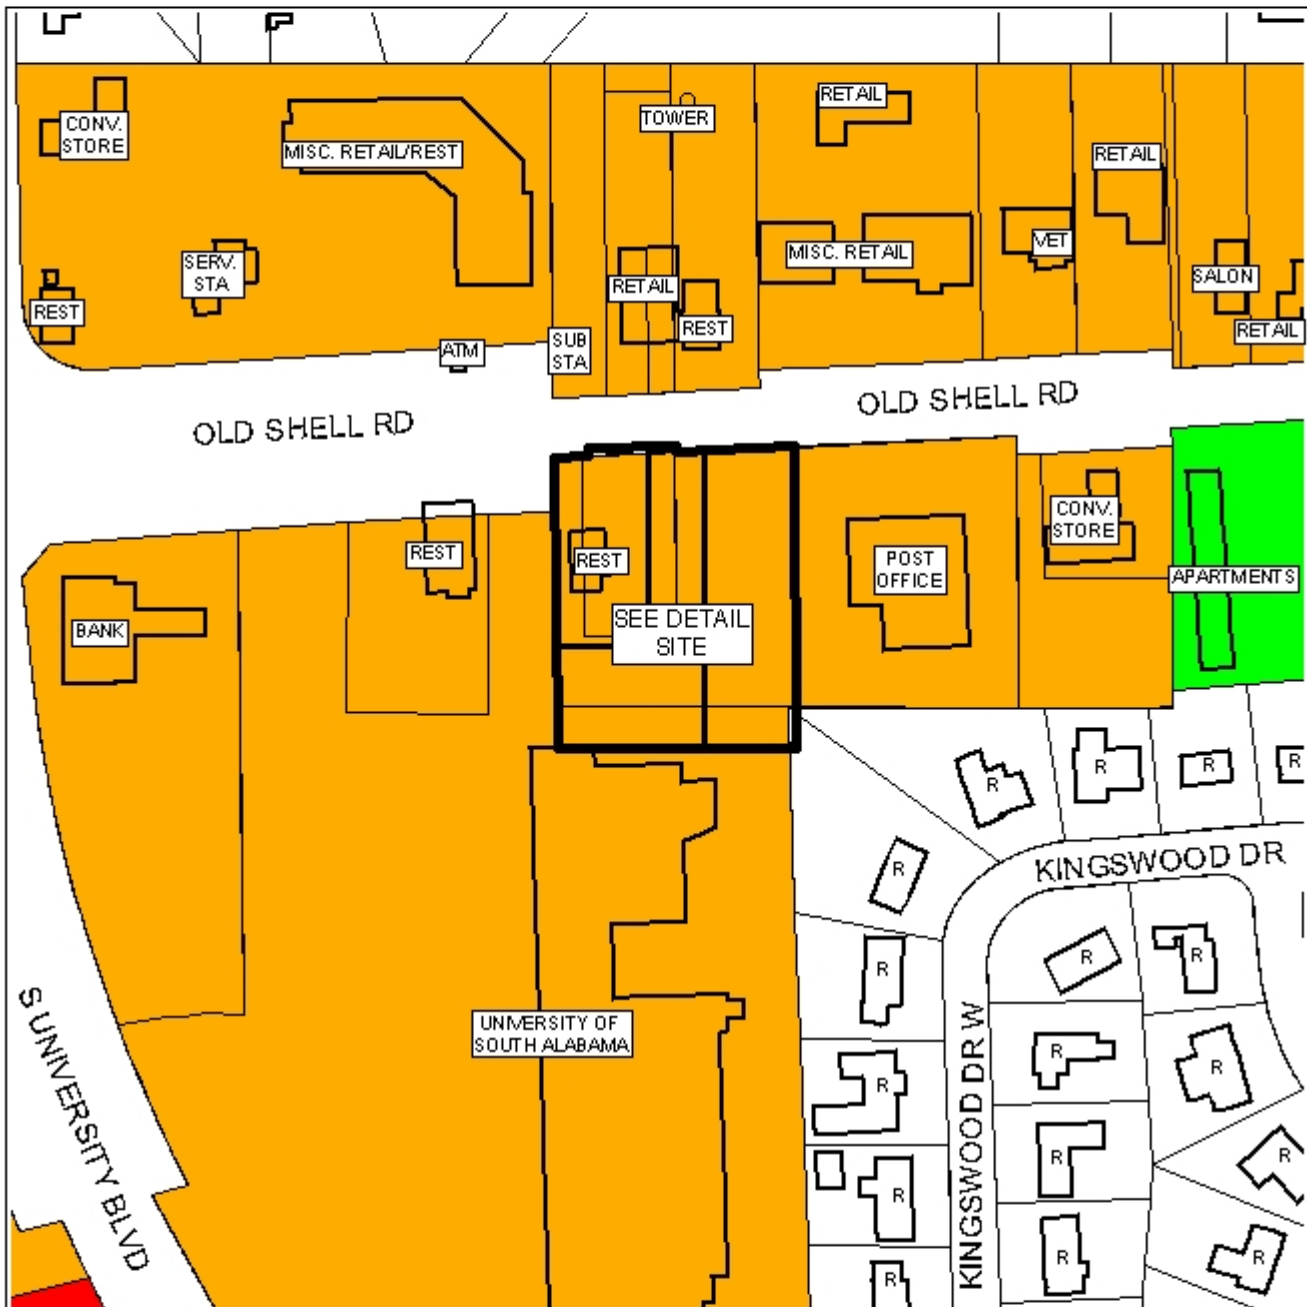 CONV.
STORE
MISC. RETAIL/REST
TOWER
RETAIL
RETAIL
SERV.
STA
REST
RETAIL
REST
MISC. RETAIL
VET
SALON
RETAIL
ATM
SUB
STA
OLD SHELL RD
OLD SHELL RD
REST
REST
BANK
SEE DETAIL
SITE
POST
OFFICE
CONV.
STORE
APARTMENTS
R
R
R
R
KINGSWOOD DR
R
R
R
R
UNIVERSITY OF
SOUTH ALABAMA
S UNIVERSITY BLVD
KINGSWOOD DR W
R
R
R
R
R
R
R
R
R